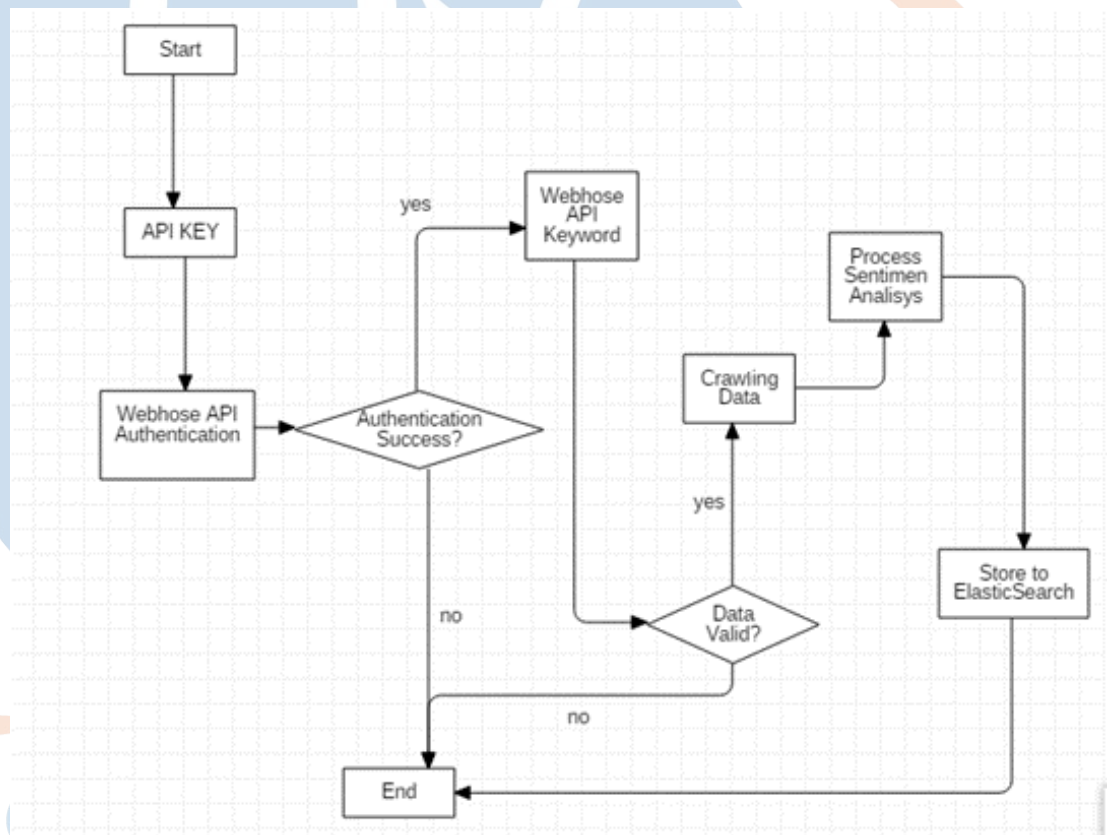 Start
API KEY
Webhose API
Authentication
Authentication
Success?
yes
no
Webhose
API
Keyword
Data
Valid?
yes
no
Crawling
Data
Process
Sentimen
Analisys
Store to
ElasticSearch
End